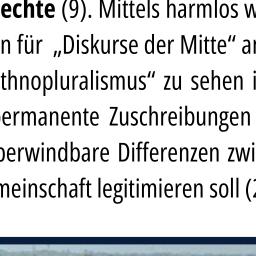 echte (9). Mittels harmlos w
n für „Diskurse der Mitte“ a
thnopluralismus“ zu sehen i
ermanente Zuschreibungen
erwindbare Differenzen zwi
meinschaft legitimieren soll (2